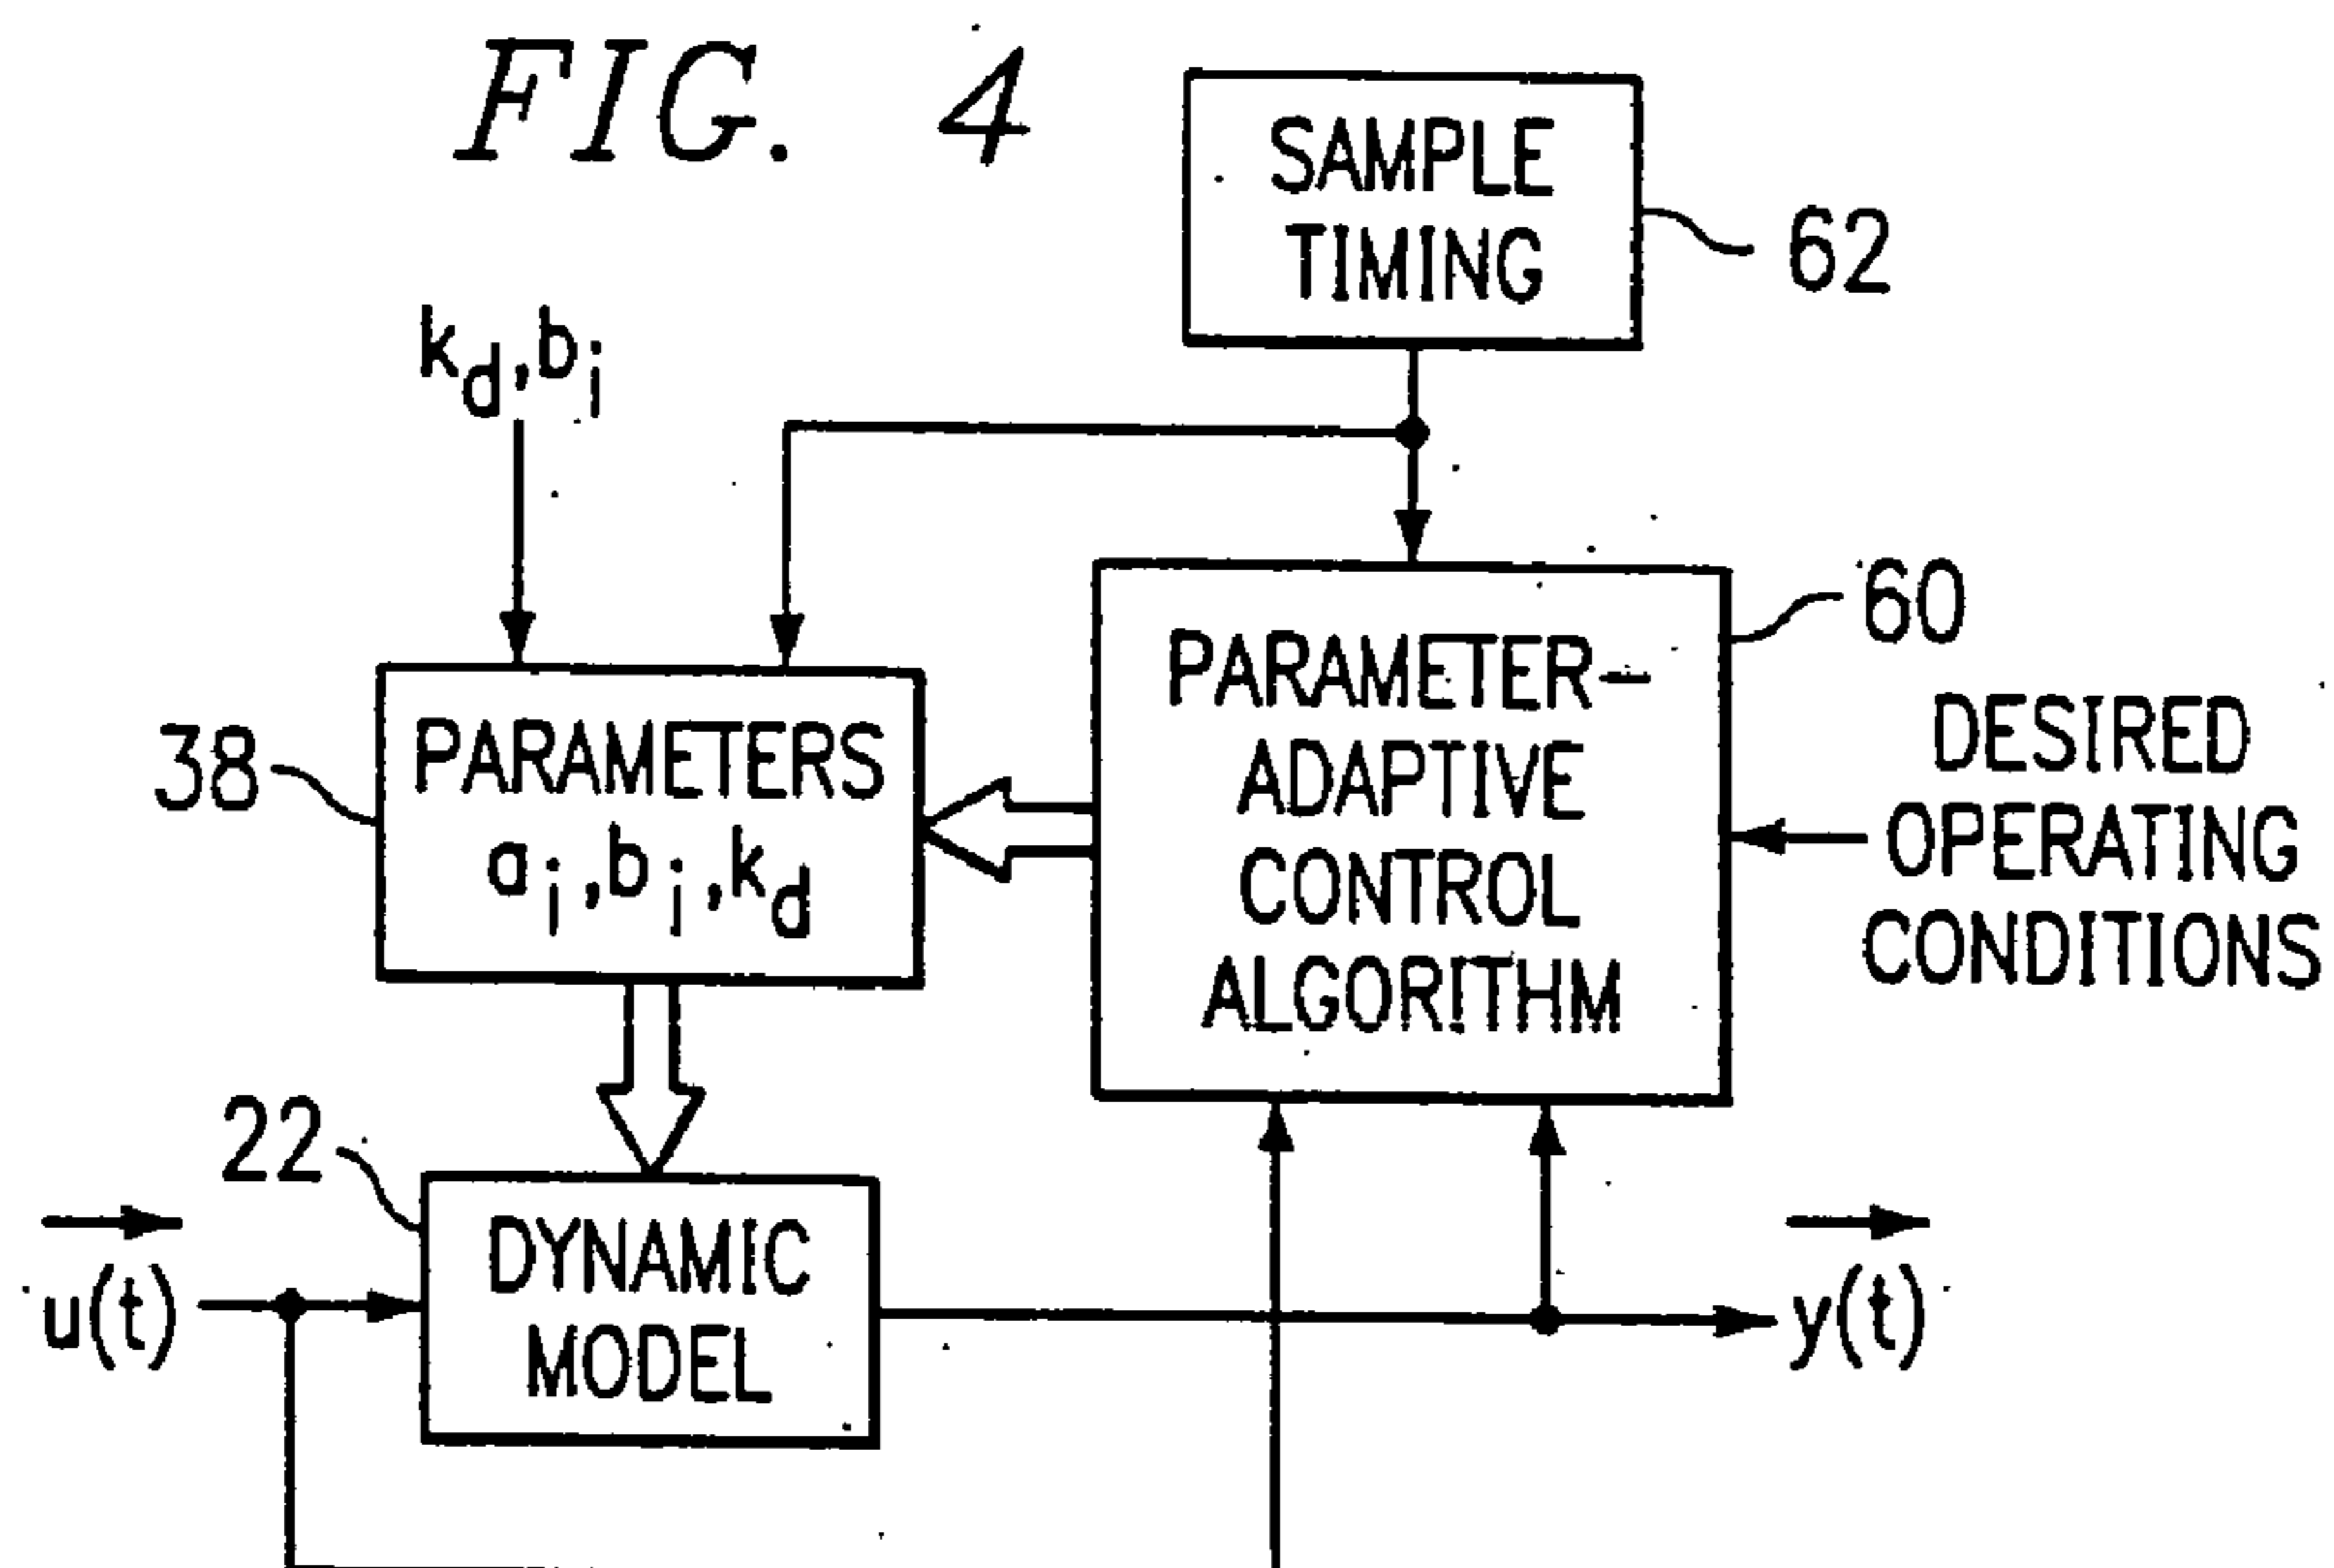 FIG. 4
SAMPLE
TIMING
62
k_d, b_i
60
PARAMETER-
ADAPTIVE
CONTROL
ALGORITHM
DESIRED
OPERATING
CONDITIONS
38
PARAMETERS
a_i, b_i, k_d
22
DYNAMIC
MODEL
u(t)
y(t)